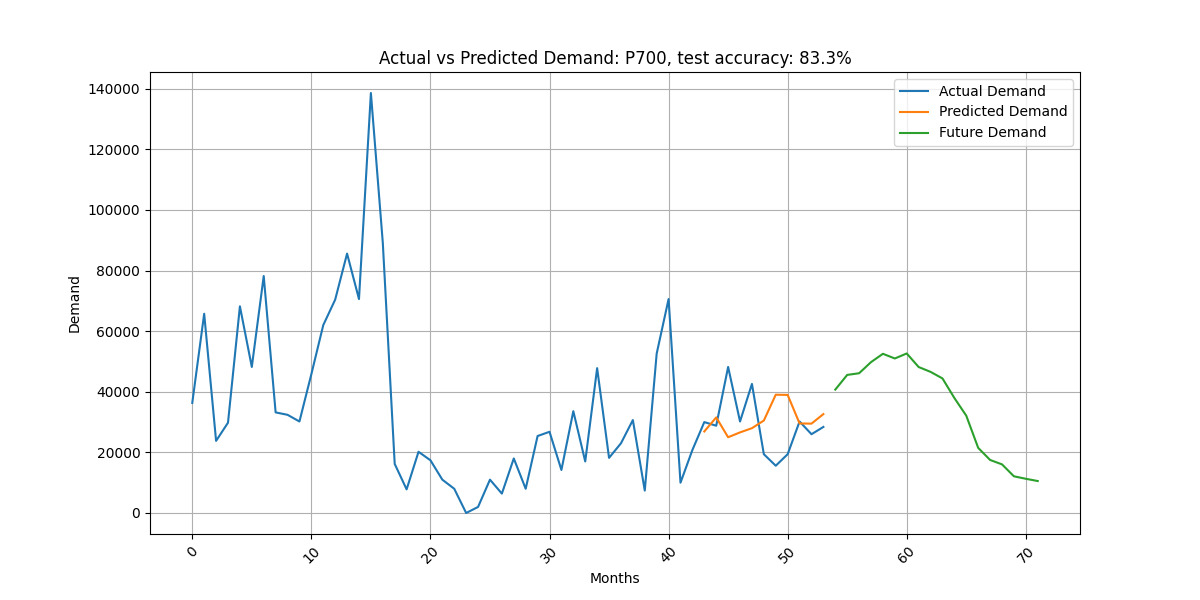 Actual vs Predicted Demand: P700, test accuracy: 83.3%
Actual Demand
Predicted Demand
Future Demand
140000
120000
100000
80000
60000
40000
20000
0
Demand
0 10 20 30 40 50 60 70
Months